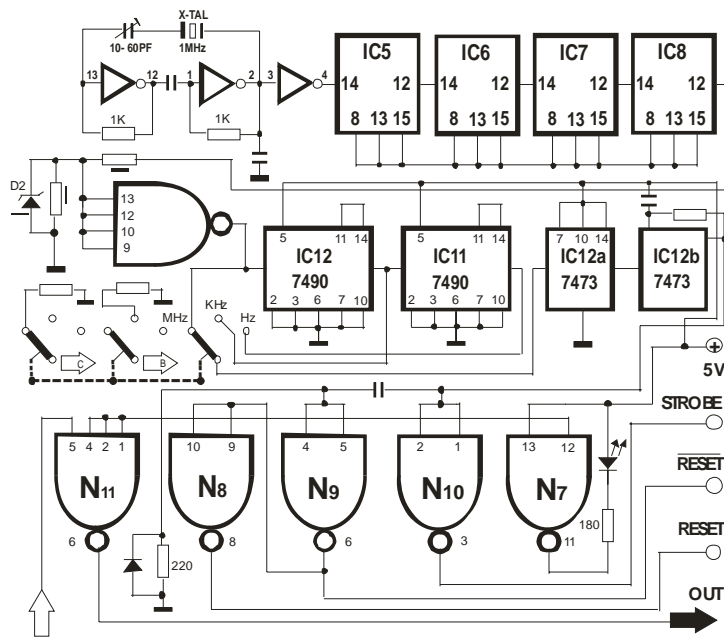 X-TAL
10- 60PF 1MHz
13 12 1 2 3 4
1K 1K
IC5 IC6 IC7 IC8
14 12 14 12 14 12 14 12
8 13 15 8 13 15 8 13 15 8 13 15
D2
13
12
10
9
5 11 14 5 11 14 7 10 14
IC12 IC11 IC12a IC12b
7490 7490 7473 7473
2 3 6 7 10 2 3 6 7 10
MHz KHz Hz
C B
5V
STROBE
5 4 2 1 10 9 4 5 2 1 13 12
RESET
N11 N8 N9 N10 N7
180
RESET
6 8 6 3 11
220
OUT